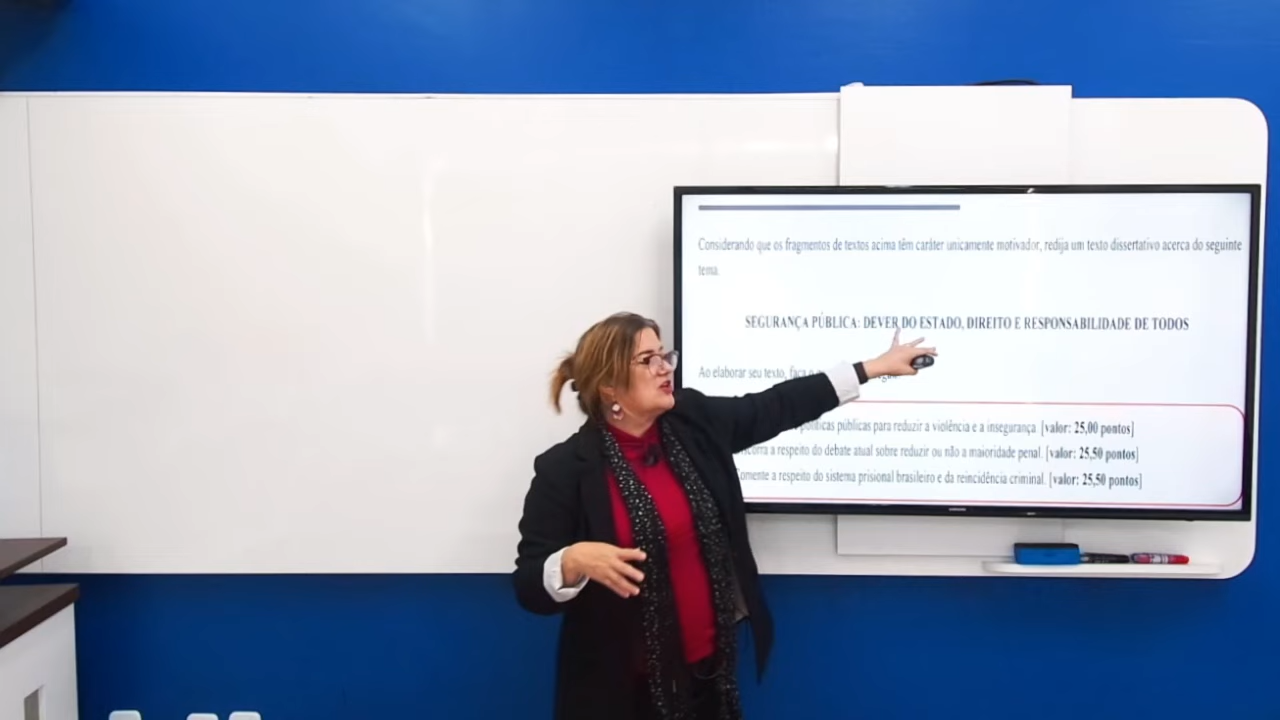 Considerando que os fragmentos de textos acima têm caráter unicamente motivador, redija um texto dissertativo acerca do seguinte
tema.
SEGURANÇA PÚBLICA: DEVER DO ESTADO, DIREITO E RESPONSABILIDADE DE TODOS
Ao elaborar seu texto, faça o
políticas públicas para reduzir a violência e a insegurança. [valor: 25,00 pontos]
a respeito do debate atual sobre reduzir ou não a maioridade penal. [valor: 25,50 pontos]
omente a respeito do sistema prisional brasileiro e da reincidência criminal. [valor: 25,50 pontos]